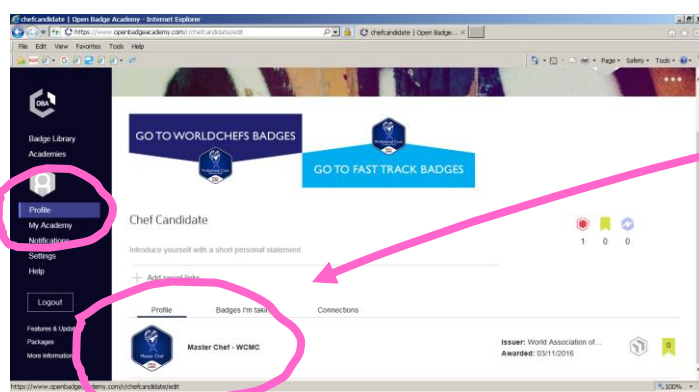 chefcandidate | Open Badge Academy - Internet Explorer
https://www.openbadgeacademy.com/r/chefcandidate/edit
chefcandidate | Open Badge...
File Edit View Favorites Tools Help
Page Safety Tools
OBA
Badge Library
Academies
Profile
My Academy
Notifications
Settings
Help
Logout
Features &
Packages
More Information
GO TO WORLDCHEFS BADGES
GO TO FAST TRACK BADGES
Chef Candidate
1 0 0
Introduce yourself with a short personal statement
Add social links
Profile Badges I'm Connections
Master Chef
Master Chef - WCMC
Issuer: World Association of...
Awarded: 03/11/2016
0
https://www.openbadgeacademy.com/r/chefcandidate/edit
100%